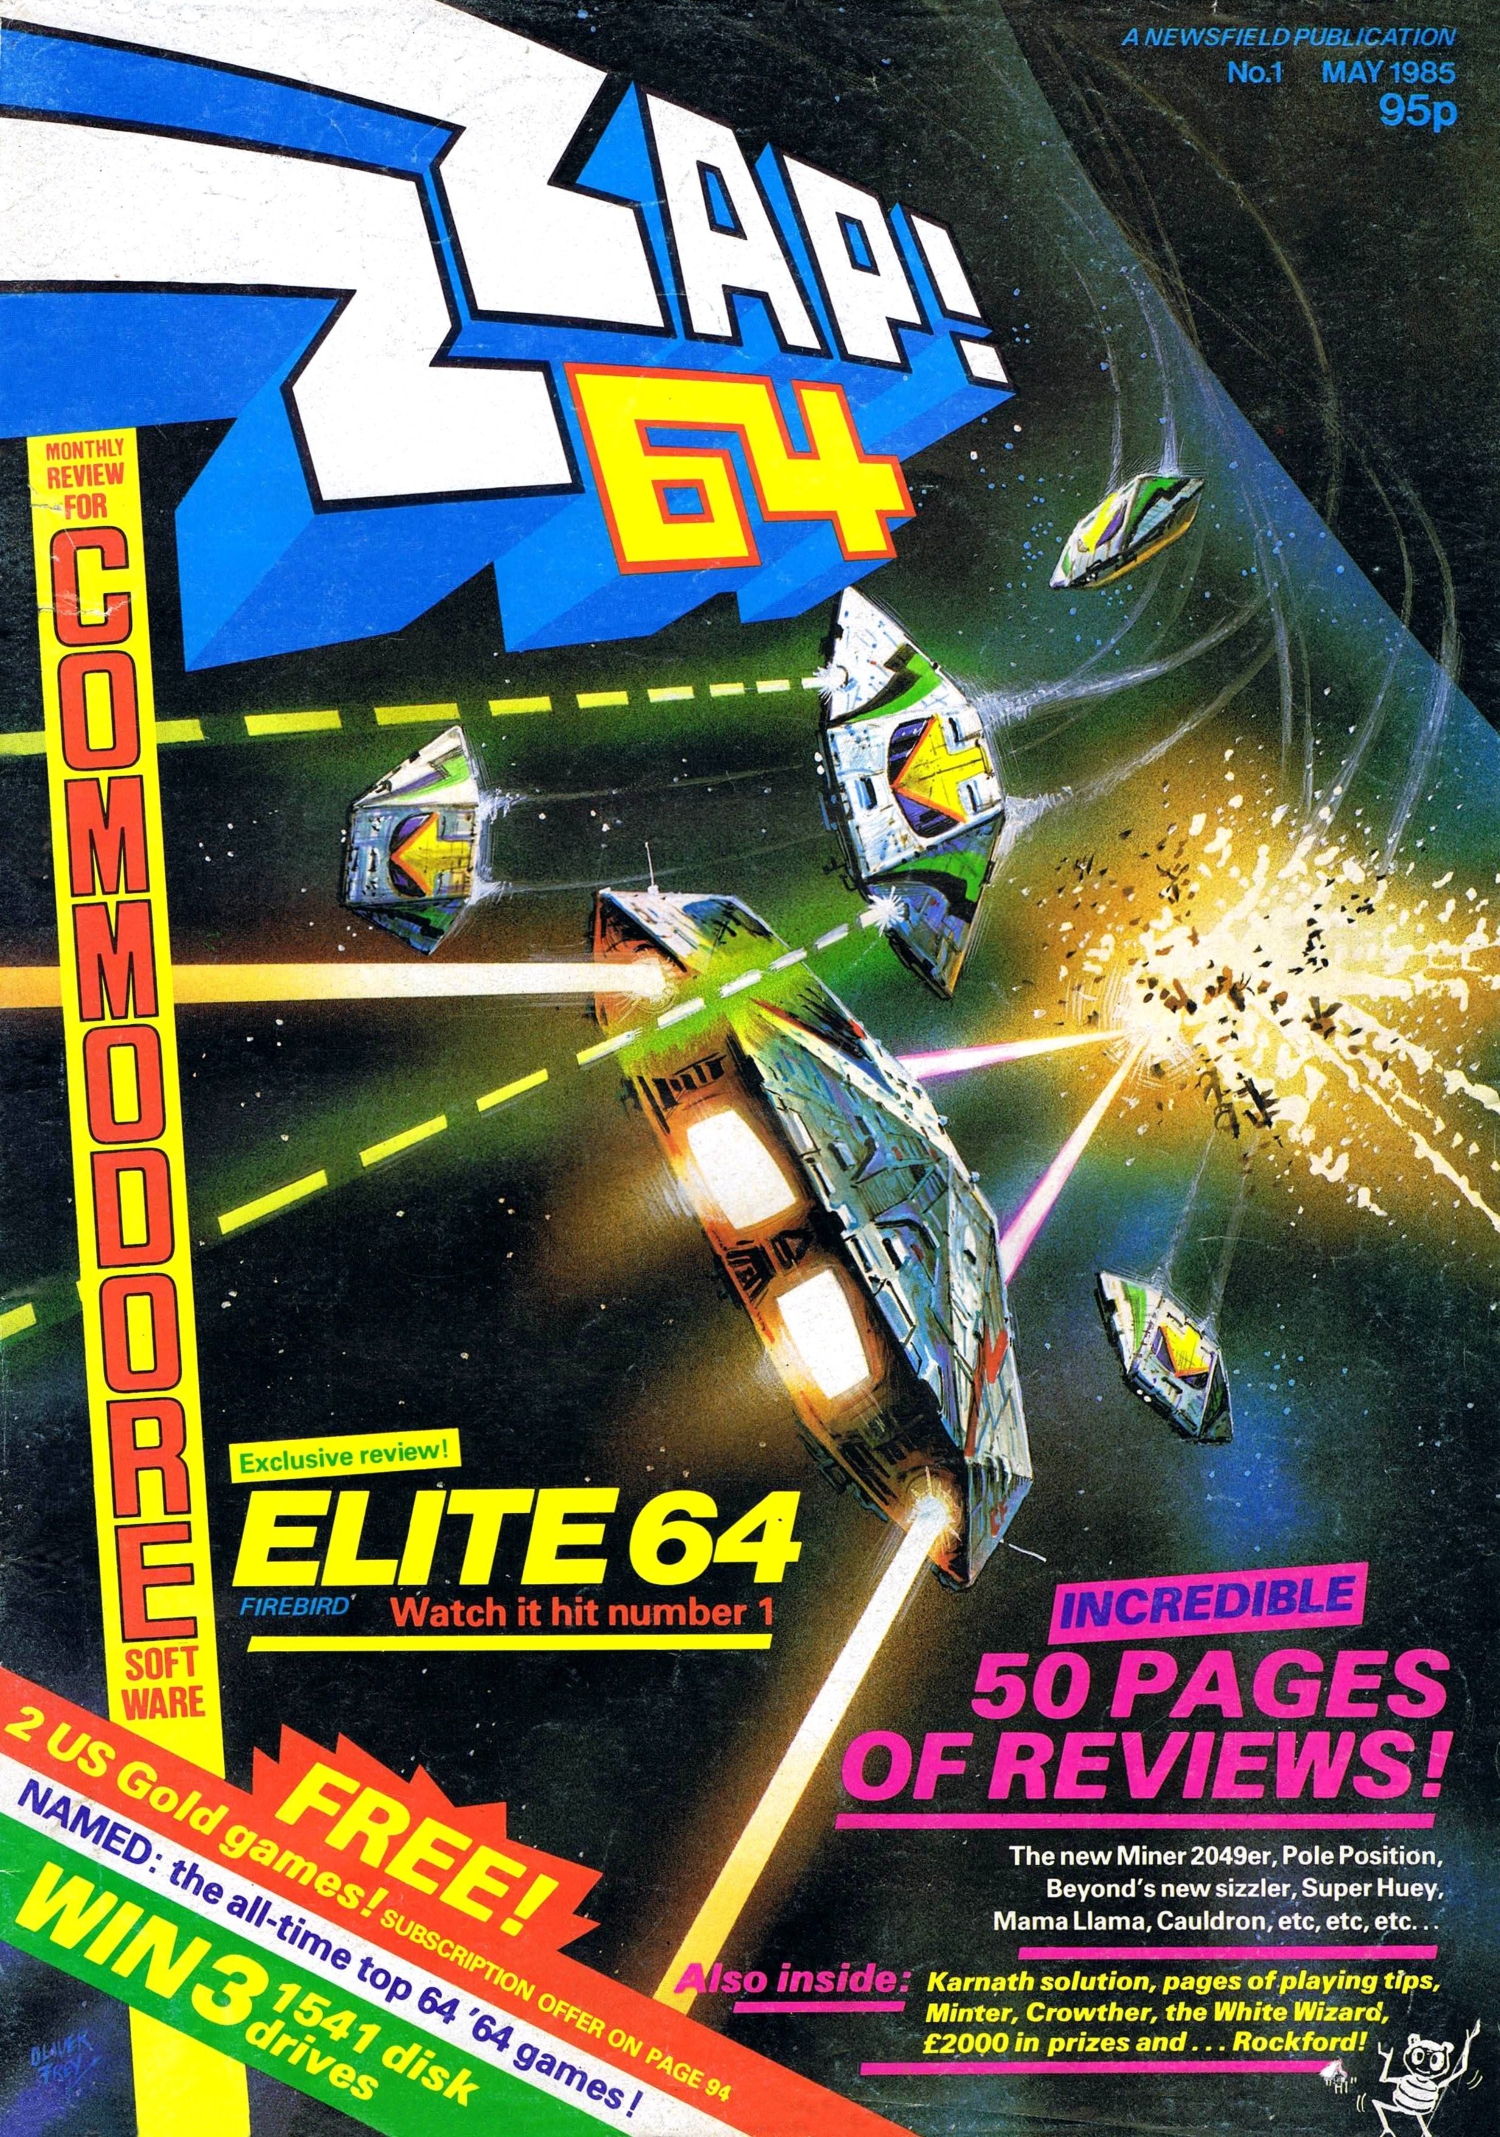 A NEWSFIELD PUBLICATION
No.1 MAY 1985
95p
ZZAP!
64
MONTHLY
REVIEW
FOR
COMMODORE
SOFT
WARE
Exclusive review!
ELITE 64
FIREBIRD
Watch it hit number 1
INCREDIBLE
50 PAGES
OF REVIEWS!
The new Miner 2049er, Pole Position,
Beyond's new sizzler, Super Huey,
Mama Llama, Cauldron, etc, etc, etc...
Also inside:
Karnath solution, pages of playing tips,
Minter, Crowther, the White Wizard,
£2000 in prizes and ... Rockford!
"HI"
FREE!
2 US Gold games! SUBSCRIPTION OFFER ON PAGE 94
NAMED: the all-time top 64 '64 games!
WIN 3 1541 disk
drives
OLIVER
FREY